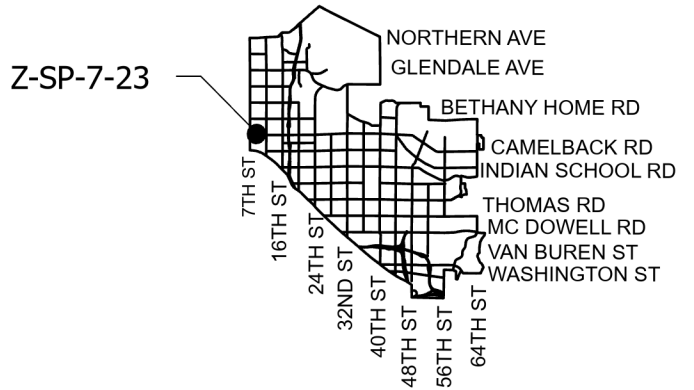 NORTHERN AVE
GLENDALE AVE
Z-SP-7-23
BETHANY HOME RD
CAMELBACK RD
INDIAN SCHOOL RD
THOMAS RD
MC DOWELL RD
VAN BUREN ST
WASHINGTON ST
7TH ST
16TH ST
24TH ST
32ND ST
40TH ST
48TH ST
56TH ST
64TH ST